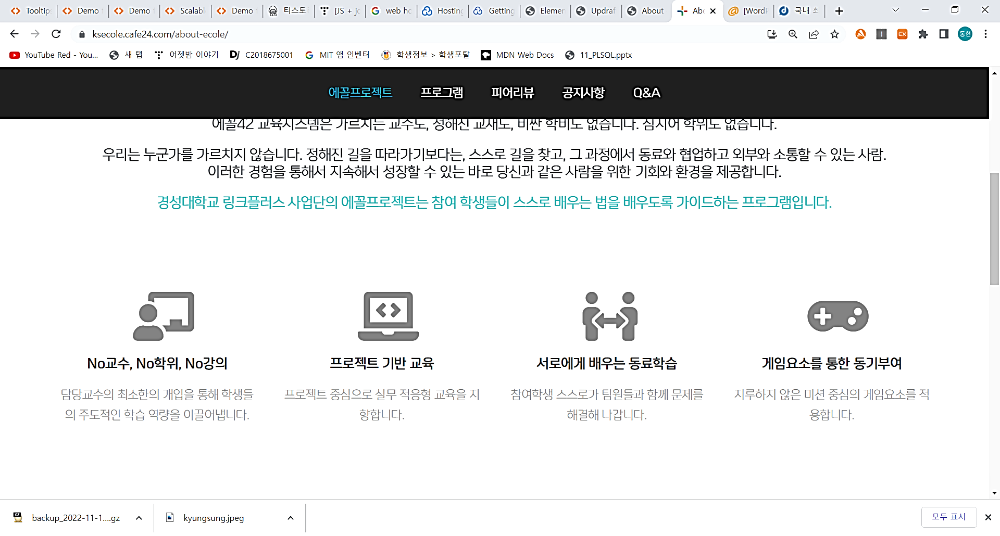 Tooltip
Demo
Demo
Scalabl
Demo
티스토
[JS + jc
web ho
Hosting
Getting
Elemen
Updraf
About
Abo
[WordP
국내 최
ksecole.cafe24.com/about-ecole/
EX
동현
YouTube Red - You...
새 탭
어젯밤 이야기
Dj C2018675001
MIT 앱 인벤터
학생정보 > 학생포탈
MDN Web Docs
11_PLSQL.pptx
에꼴프로젝트
프로그램
피어리뷰
공지사항
Q&A
에꼴42 교육시스템은 가르치는 교수도, 정해진 교재도, 비싼 학비도 없습니다. 심지어 학위도 없습니다.
우리는 누군가를 가르치지 않습니다. 정해진 길을 따라가기보다는, 스스로 길을 찾고, 그 과정에서 동료와 협업하고 외부와 소통할 수 있는 사람.
이러한 경험을 통해서 지속해서 성장할 수 있는 바로 당신과 같은 사람을 위한 기회와 환경을 제공합니다.
경성대학교 링크플러스 사업단의 에꼴프로젝트는 참여 학생들이 스스로 배우는 법을 배우도록 가이드하는 프로그램입니다.
No교수, No학위, No강의
담당교수의 최소한의 개입을 통해 학생들
의 주도적인 학습 역량을 이끌어냅니다.
프로젝트 기반 교육
프로젝트 중심으로 실무 적응형 교육을 지
향합니다.
서로에게 배우는 동료학습
참여학생 스스로가 팀원들과 함께 문제를
해결해 나갑니다.
게임요소를 통한 동기부여
지루하지 않은 미션 중심의 게임요소를 적
용합니다.
GZ
backup_2022-11-1....gz
kyungsung.jpeg
모두 표시